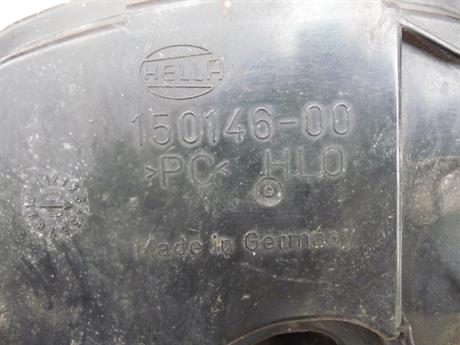 HELLA
150146-00
>PC< HLO
Made in Germany